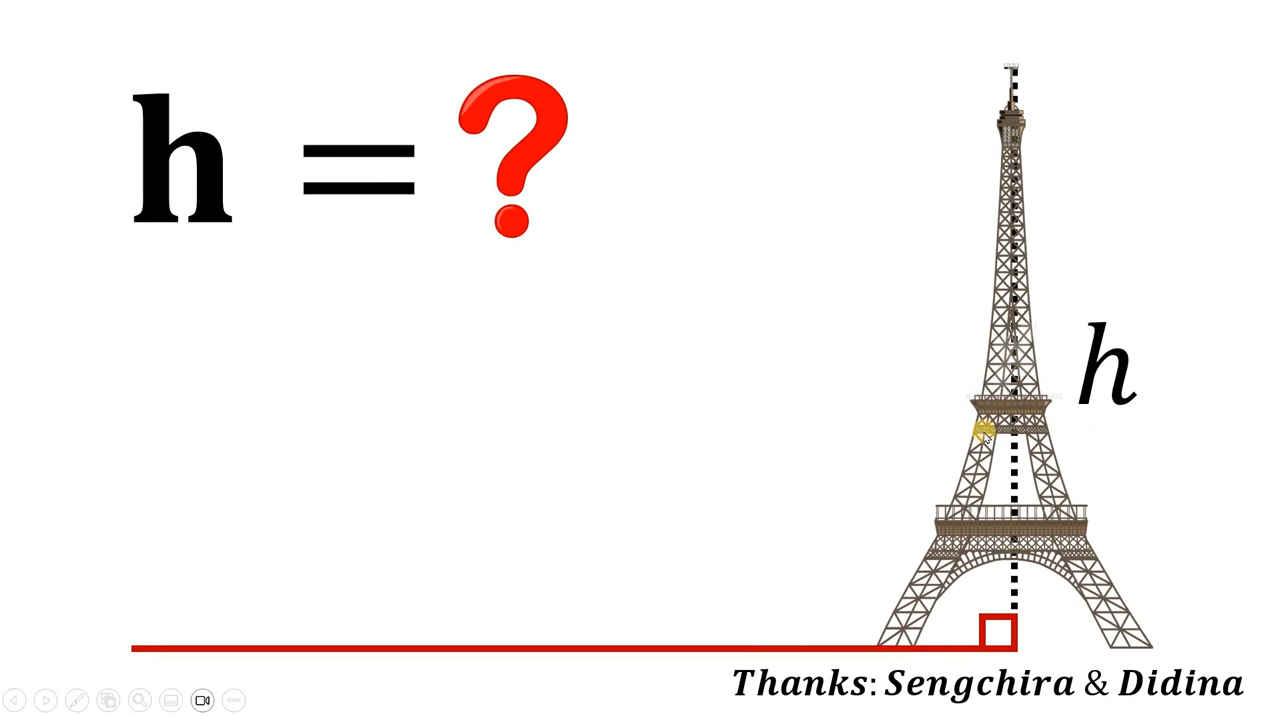 h = ?
h
Thanks: Sengchira & Didina